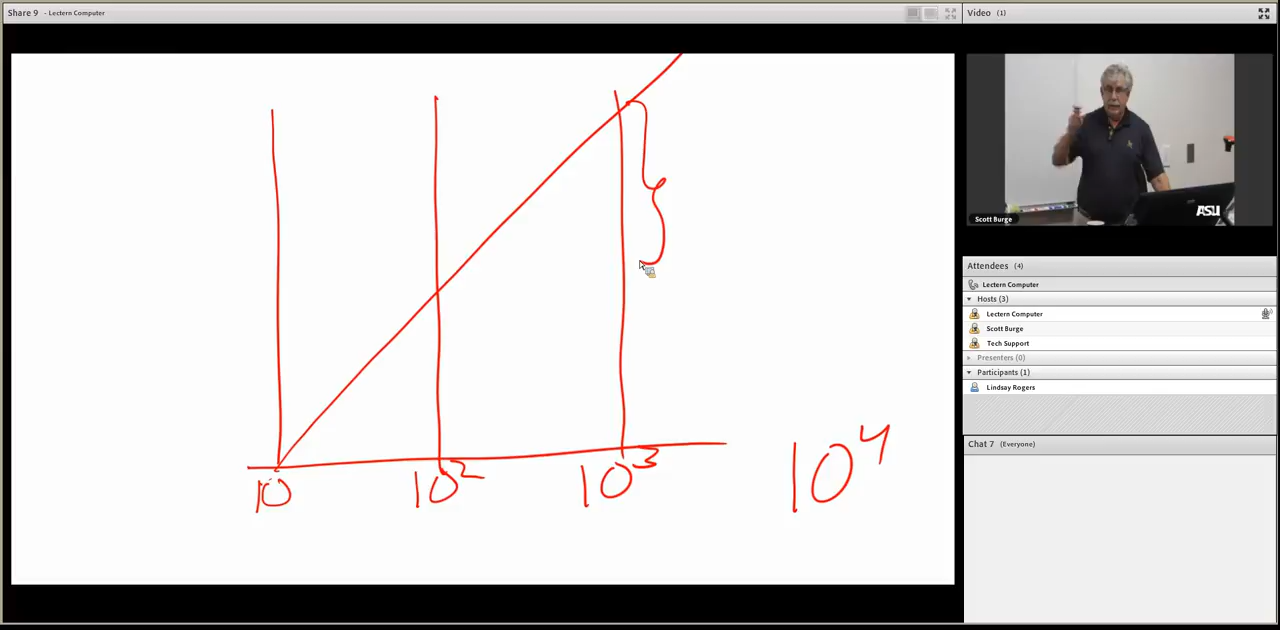 Share 9 - Lectern Computer
Video (1)
Scott Burge
ASU
Attendees (4)
Lectern Computer
Hosts (3)
Lectern Computer
Scott Burge
Tech Support
Presenters (0)
Participants (1)
Lindsay Rogers
Chat 7 (Everyone)
10 10² 10³ 10⁴